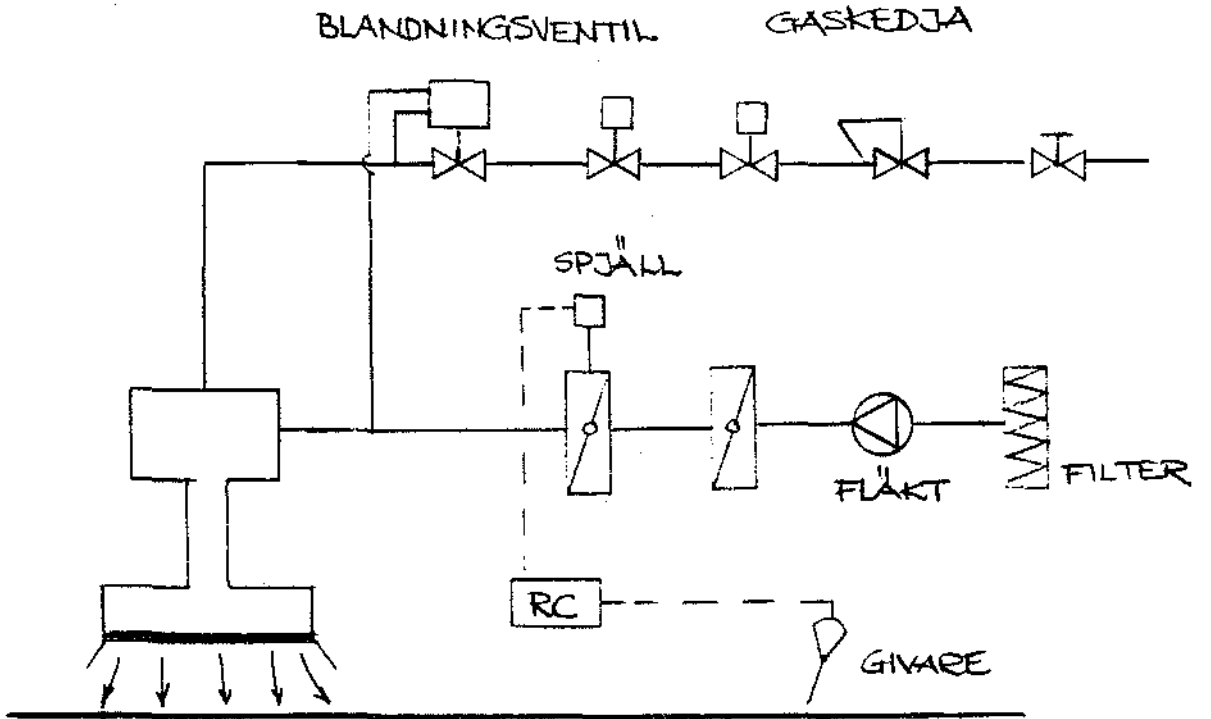 BLANDNINGSVENTIL
GASKEDJA
SPJÄLL
FLÄKT
FILTER
RC
GIVARE